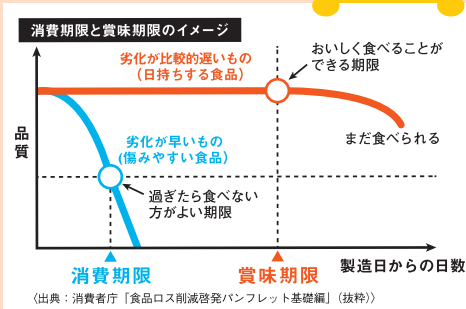 消費期限と賞味期限のイメージ
劣化が比較的遅いもの
（日持ちする食品）
おいしく食べることが
できる期限
品質
劣化が早いもの
(傷みやすい食品)
まだ食べられる
過ぎたら食べない
方がよい期限
消費期限
賞味期限
製造日からの日数
〈出典：消費者庁「食品ロス削減啓発パンフレット基礎編」（抜粋）〉